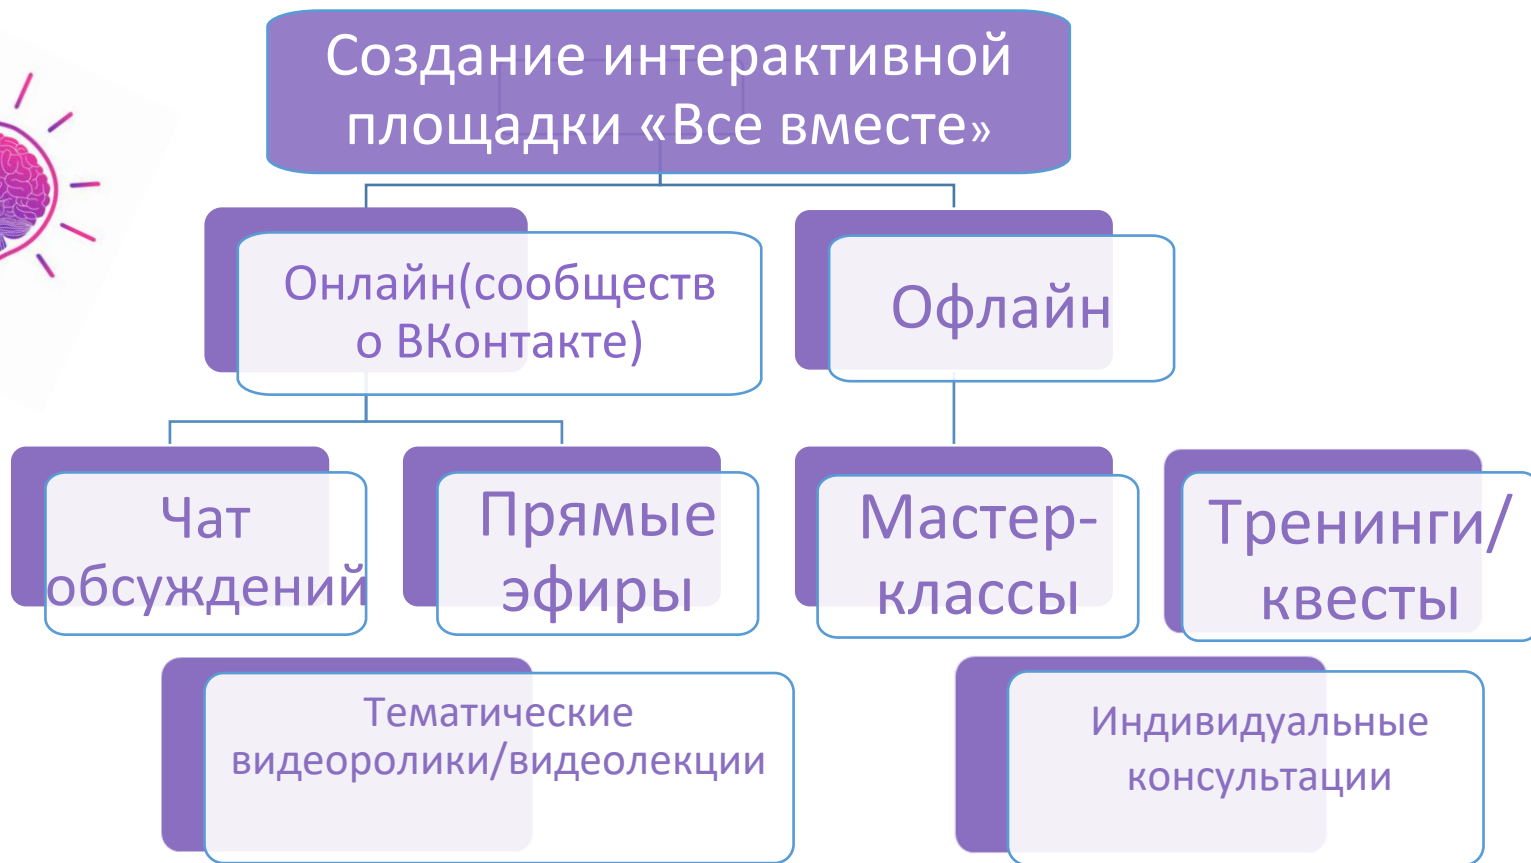 Создание интерактивной
площадки «Все вместе»
Онлайн(сообществ
о ВКонтакте)
Офлайн
Чат
обсуждений
Прямые
эфиры
Мастер-
классы
Тренинги/
квесты
Тематические
видеоролики/видеолекции
Индивидуальные
консультации